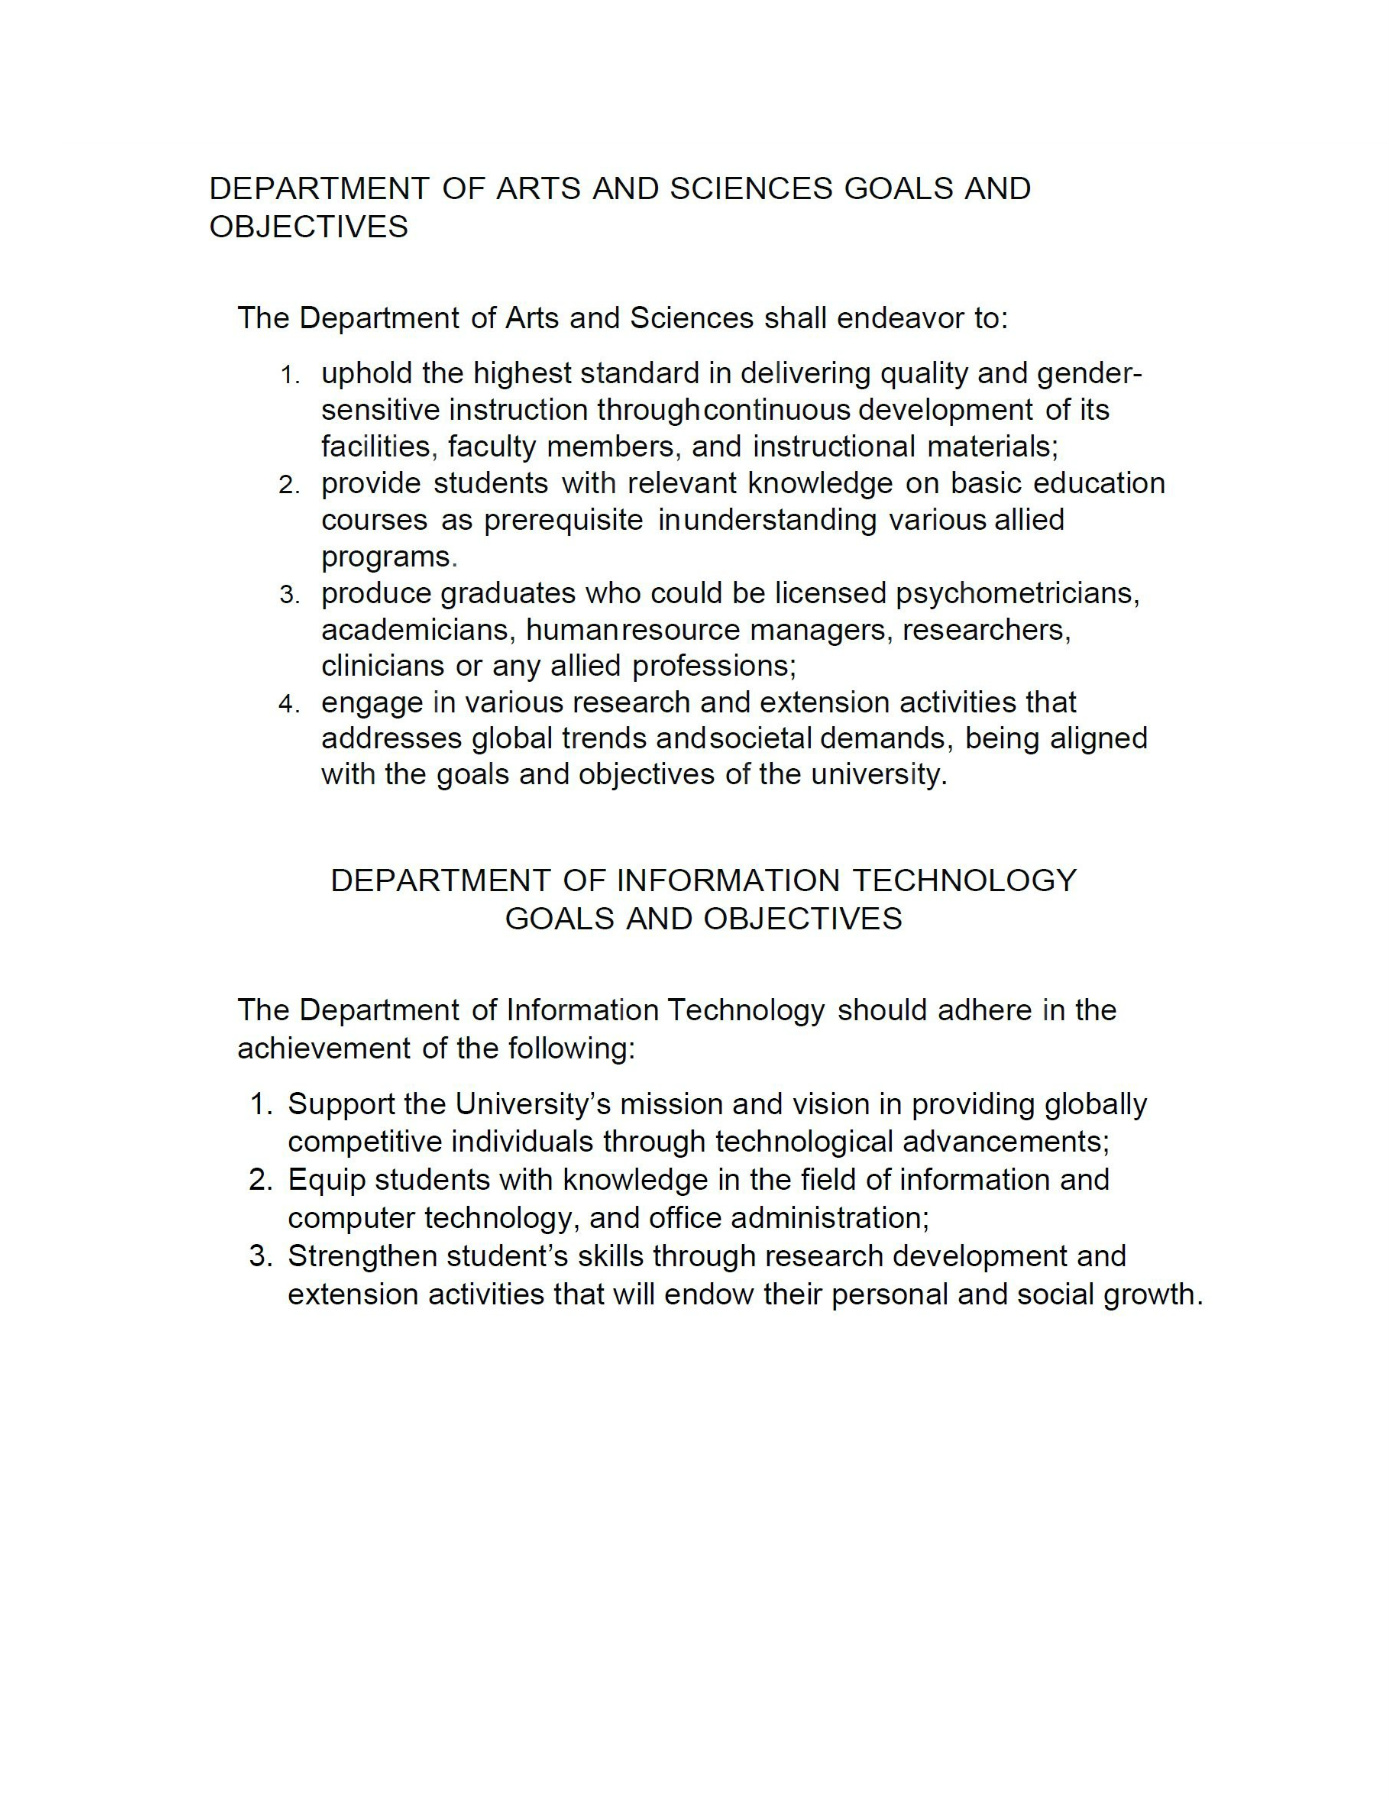 DEPARTMENT OF ARTS AND SCIENCES GOALS AND
OBJECTIVES
The Department of Arts and Sciences shall endeavor to:
1. uphold the highest standard in delivering quality and gender-
sensitive instruction throughcontinuous development of its
facilities, faculty members, and instructional materials;
2. provide students with relevant knowledge on basic education
courses as prerequisite inunderstanding various allied
programs.
3. produce graduates who could be licensed psychometricians,
academicians, humanresource managers, researchers,
clinicians or any allied professions;
4. engage in various research and extension activities that
addresses global trends andsocietal demands, being aligned
with the goals and objectives of the university.
DEPARTMENT OF INFORMATION TECHNOLOGY
GOALS AND OBJECTIVES
The Department of Information Technology should adhere in the
achievement of the following:
1. Support the University’s mission and vision in providing globally
competitive individuals through technological advancements;
2. Equip students with knowledge in the field of information and
computer technology, and office administration;
3. Strengthen student’s skills through research development and
extension activities that will endow their personal and social growth.